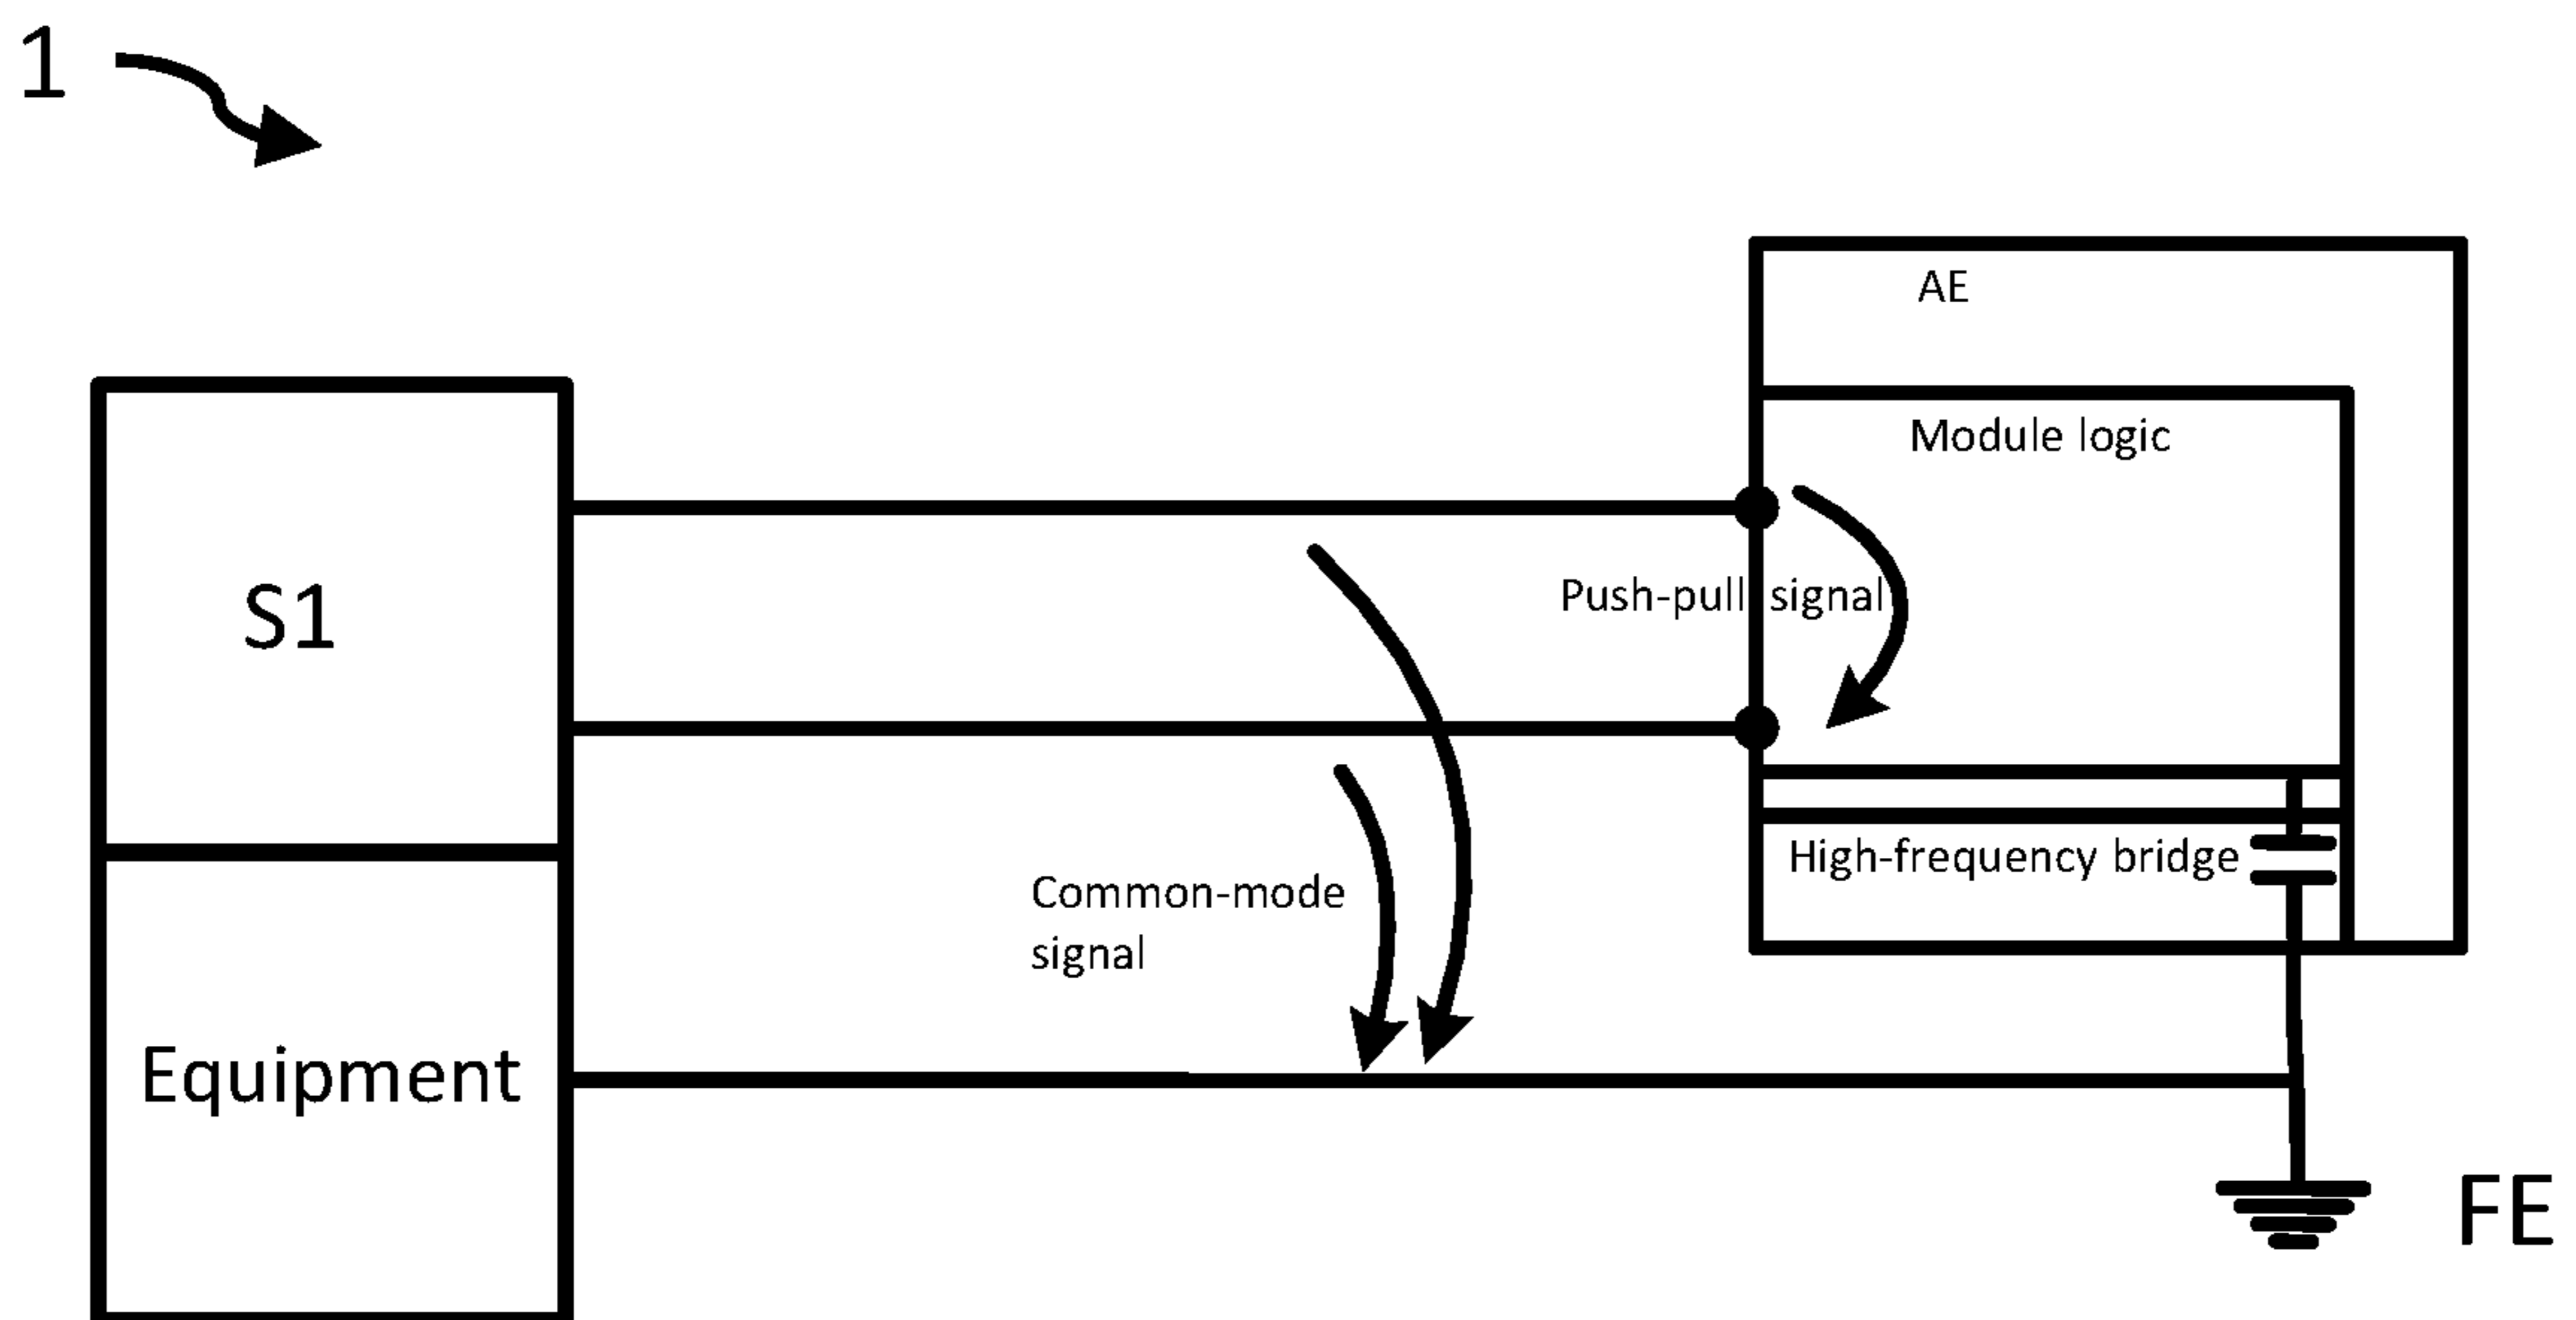 1
AE
Module logic
S1
Push-pull signal
High-frequency bridge
Common-mode
signal
Equipment
FE